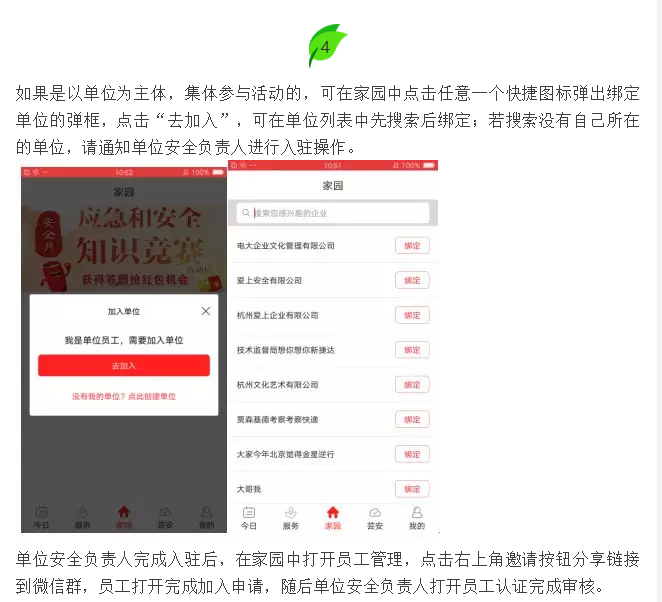 4
如果是以单位为主体，集体参与活动的，可在家园中点击任意一个快捷图标弹出绑定
单位的弹框，点击“去加入”，可在单位列表中先搜索后绑定；若搜索没有自己所在
的单位，请通知单位安全负责人进行入驻操作。
10:52
100%
家园
安全月
应急和安全
知识竞赛
获得答题抢红包机会
加入单位
我是单位员工，需要加入单位
去加入
没有我的单位？点此创建单位
今日 服务 家园 芸安 我的
10:51
100%
家园
搜索您感兴趣的企业
电大企业文化管理有限公司 绑定
爱上安全有限公司 绑定
杭州爱上企业有限公司 绑定
技术监督局想你想你新捷达 绑定
杭州文化艺术有限公司 绑定
贾森基德考察考察快递 绑定
大家今年北京觉得金星逆行 绑定
大哥我 绑定
今日 服务 家园 芸安 我的
单位安全负责人完成入驻后，在家园中打开员工管理，点击右上角邀请按钮分享链接
到微信群，员工打开完成加入申请，随后单位安全负责人打开员工认证完成审核。